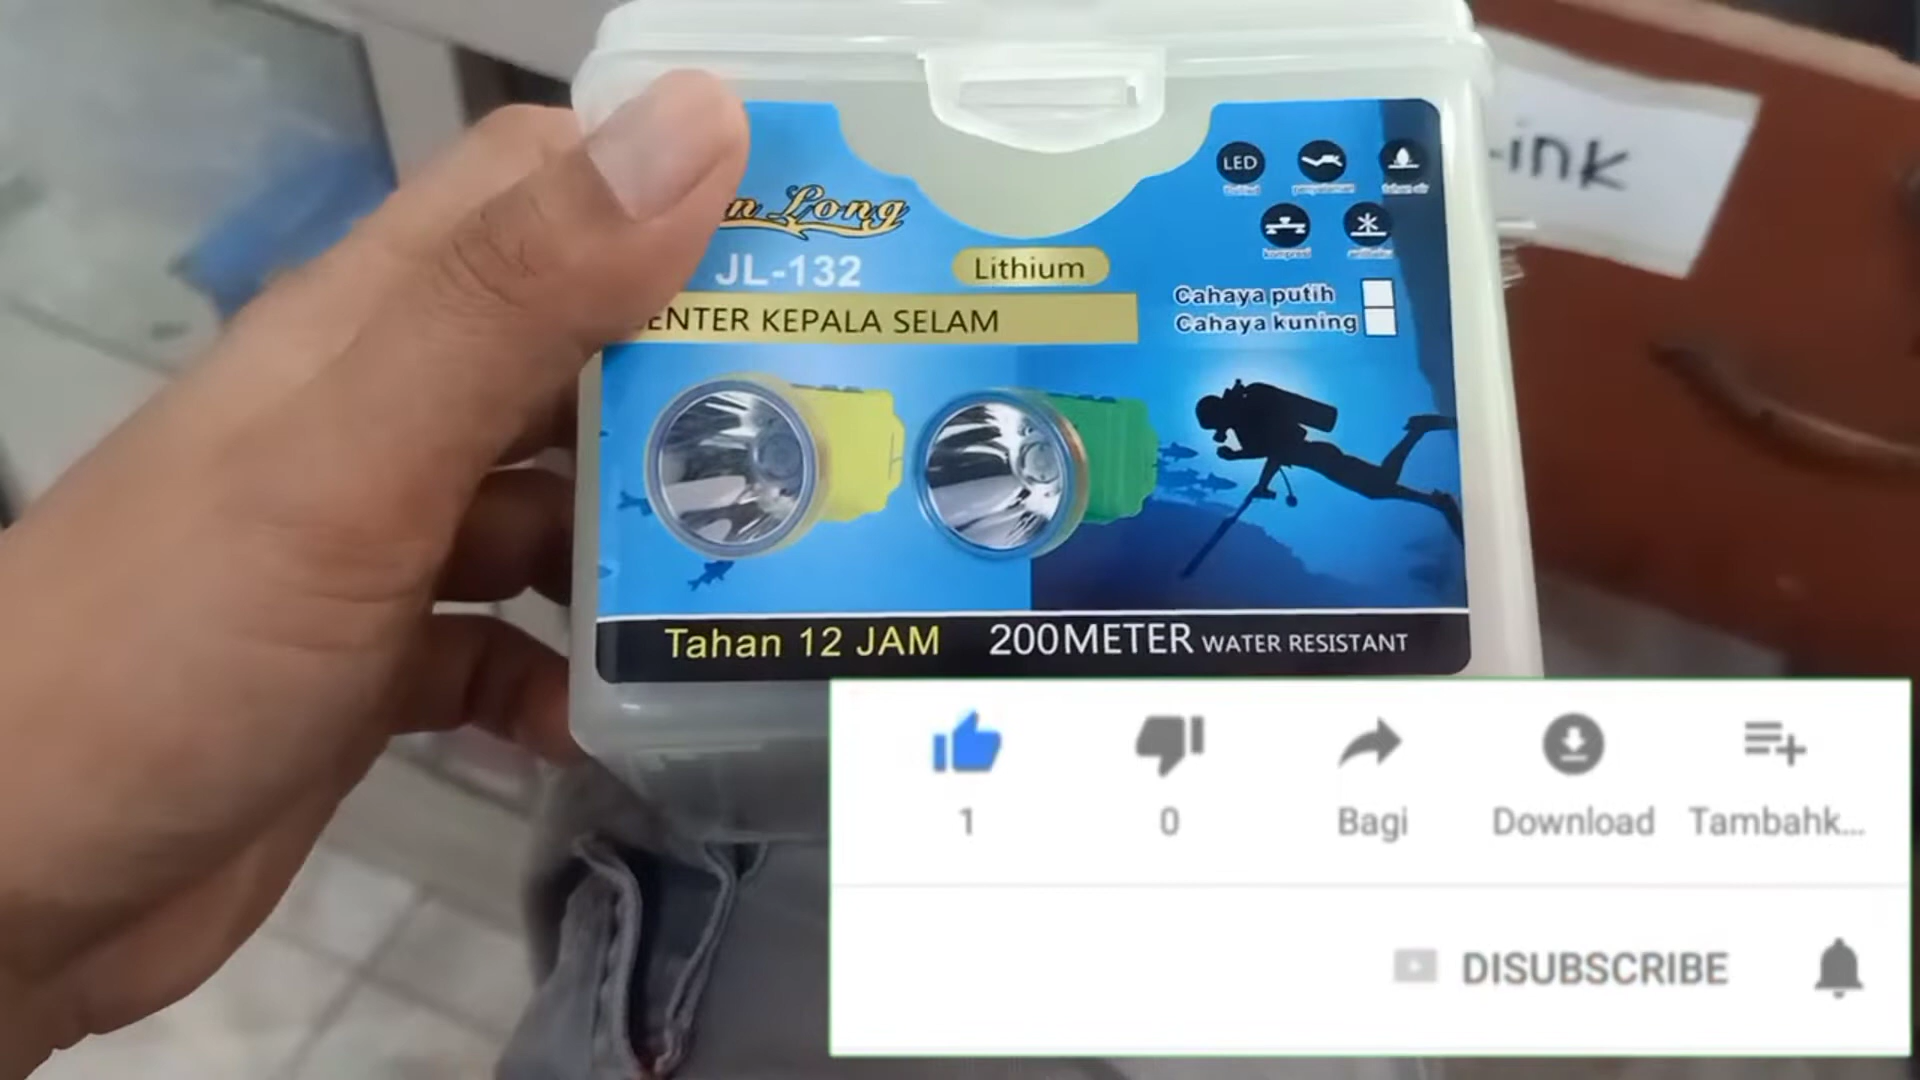 n Long
JL-132
Lithium
ENTER KEPALA SELAM
LED
Cahaya putih
Cahaya kuning
Tahan 12 JAM
200METER WATER RESISTANT
ink
1
0
Bagi
Download
Tambahk...
DISUBSCRIBE